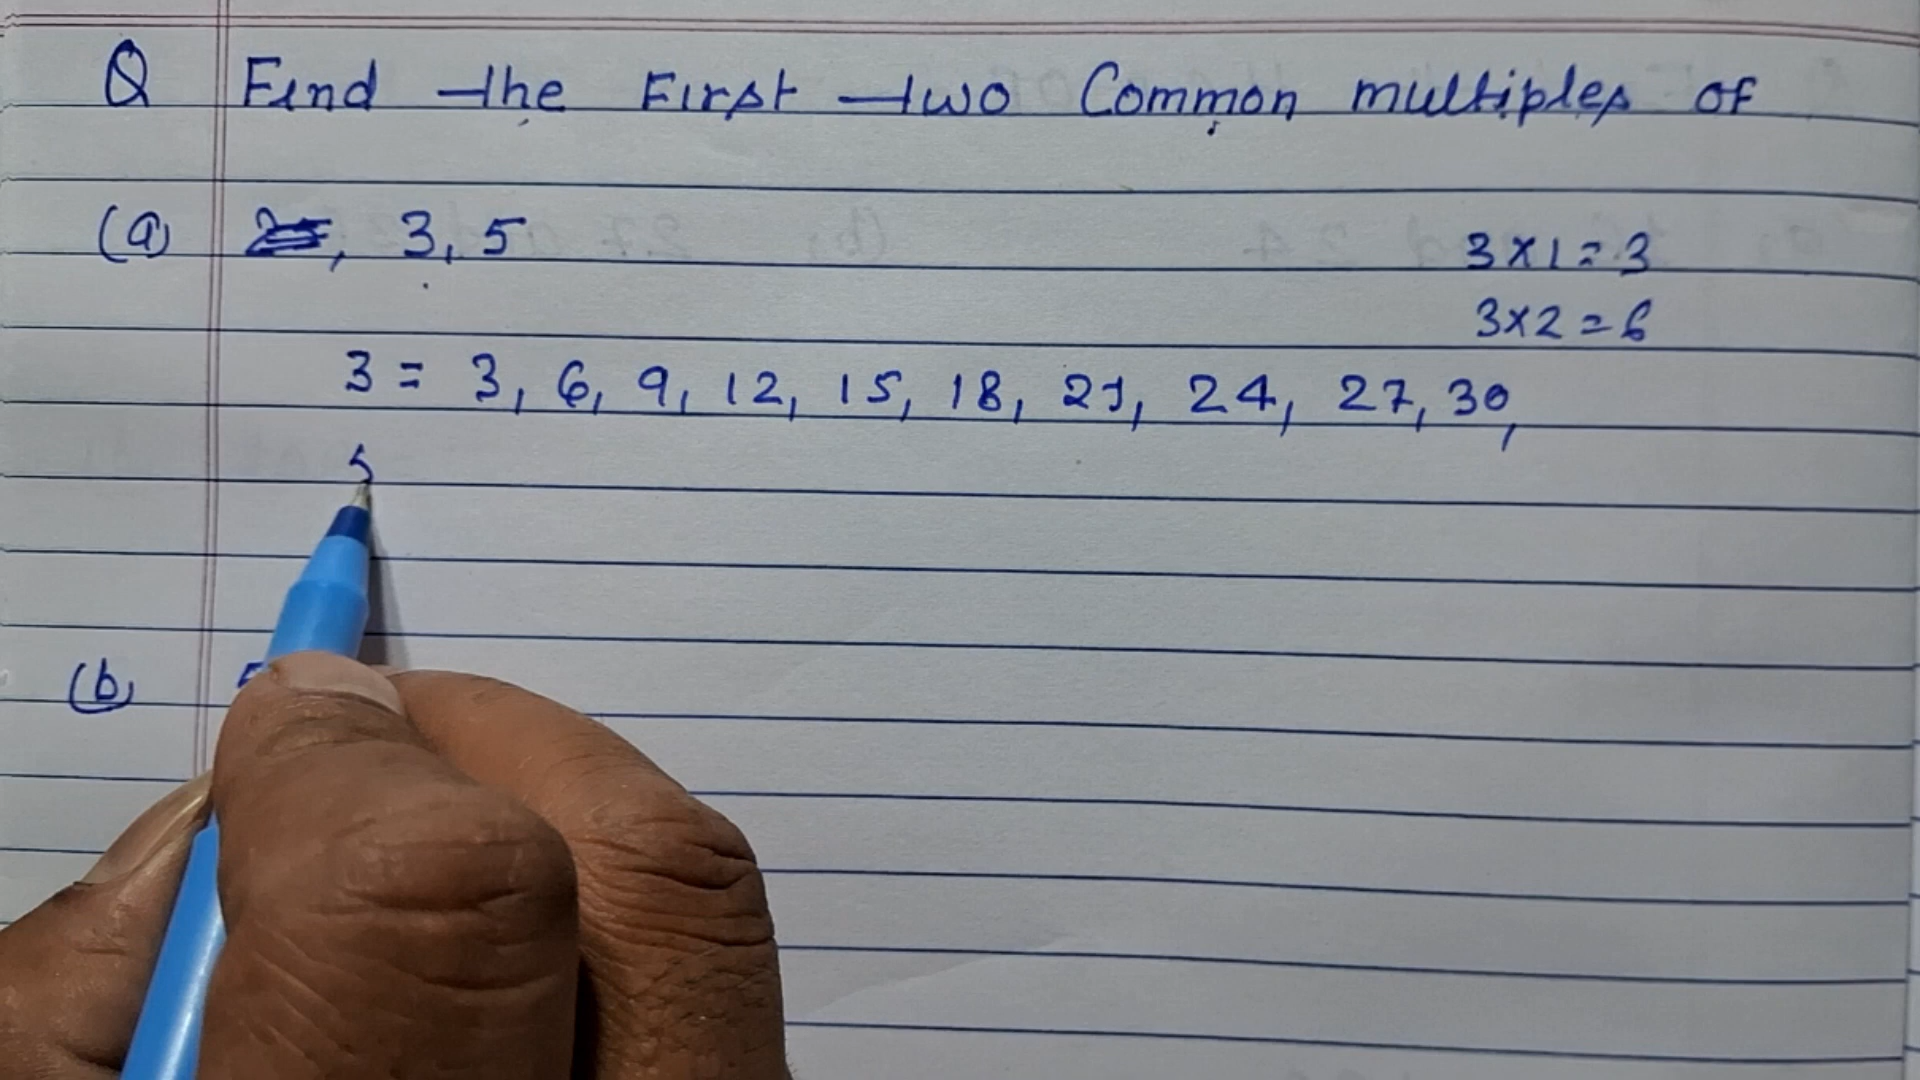 Q Find the First two Common multiples of
(a) , 3, 5
3×1=3
3×2=6
3 = 3, 6, 9, 12, 15, 18, 21, 24, 27, 30,
5
(b)